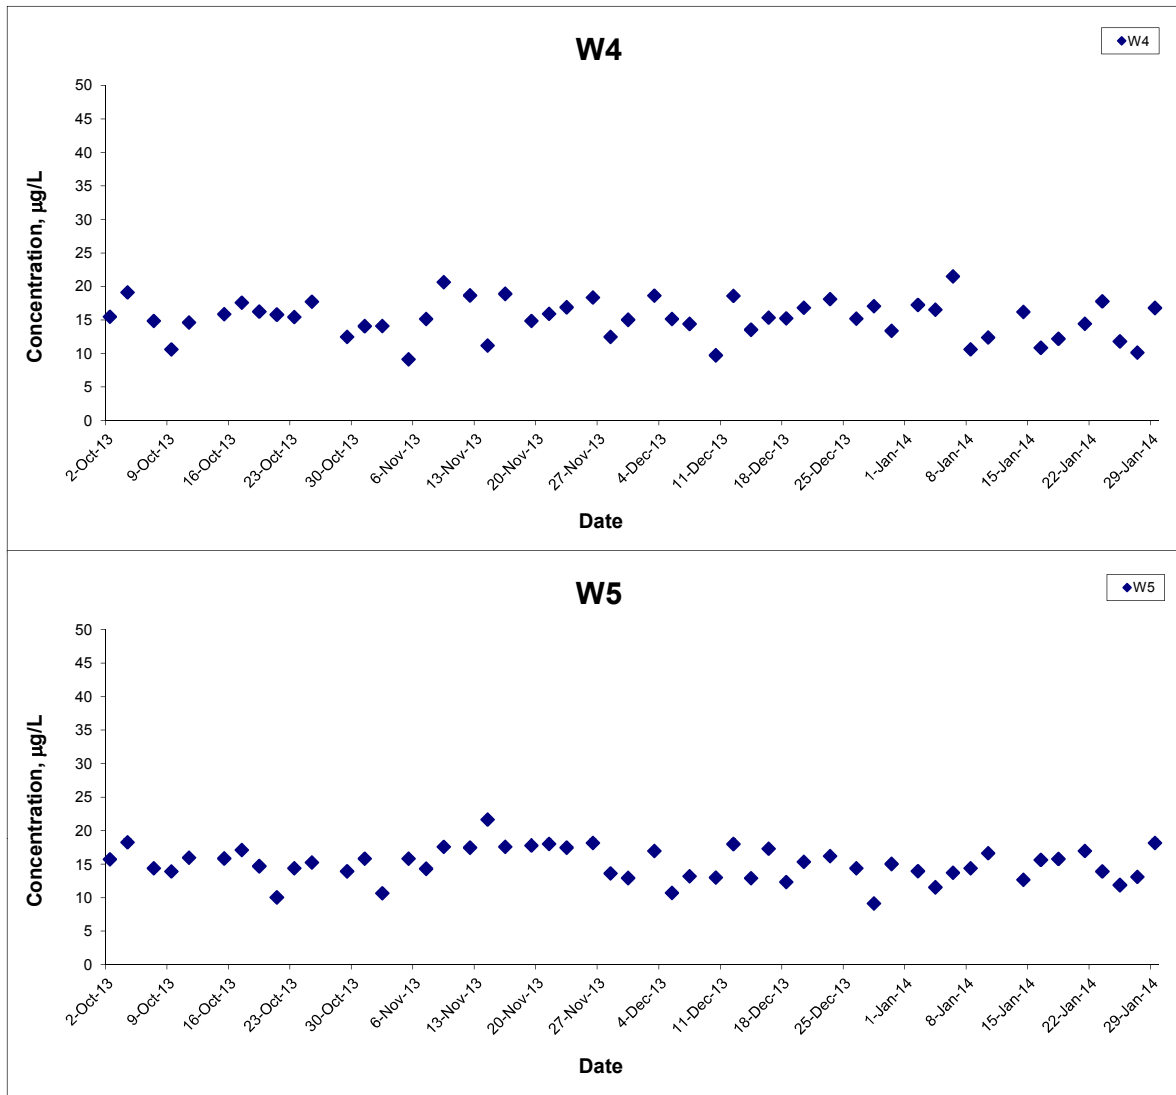 W4
W4
50
45
40
35
30
25
20
15
10
5
0
Concentration, µg/L
2-Oct-13
9-Oct-13
16-Oct-13
23-Oct-13
30-Oct-13
6-Nov-13
13-Nov-13
20-Nov-13
27-Nov-13
4-Dec-13
11-Dec-13
18-Dec-13
25-Dec-13
1-Jan-14
8-Jan-14
15-Jan-14
22-Jan-14
29-Jan-14
Date
W5
W5
50
45
40
35
30
25
20
15
10
5
0
Concentration, µg/L
2-Oct-13
9-Oct-13
16-Oct-13
23-Oct-13
30-Oct-13
6-Nov-13
13-Nov-13
20-Nov-13
27-Nov-13
4-Dec-13
11-Dec-13
18-Dec-13
25-Dec-13
1-Jan-14
8-Jan-14
15-Jan-14
22-Jan-14
29-Jan-14
Date